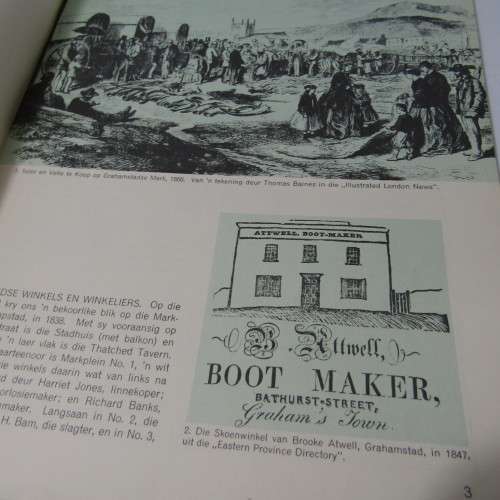 Ivoor en Velle te Koop op Grahamstadse Mark, 1866. Van 'n tekening deur Thomas Baines in die „Illustrated London News".
DSE WINKELS EN WINKELIERS. Op die
kry ons 'n bekoorlike blik op die Mark-
pstad, in 1838. Met sy vooraansig op
traat is die Stadhuis (met balkon) en
'n laer vlak is die Thatched Tavern.
aarteenoor is Markplein No. 1, 'n wit
ie winkels daarin wat van links na
rd deur Harriet Jones, linnekoper;
orlosiemaker; en Richard Banks,
maker. Langsaan in No. 2, die
H. Bam, die slagter, en in No. 3,
ATTWELL, BOOT-MAKER
B. Attwell,
BOOT MAKER,
BATHURST-STREET,
Graham's Town.
2. Die Skoenwinkel van Brooke Atwell, Grahamstad, in 1847,
uit die „Eastern Province Directory".
3